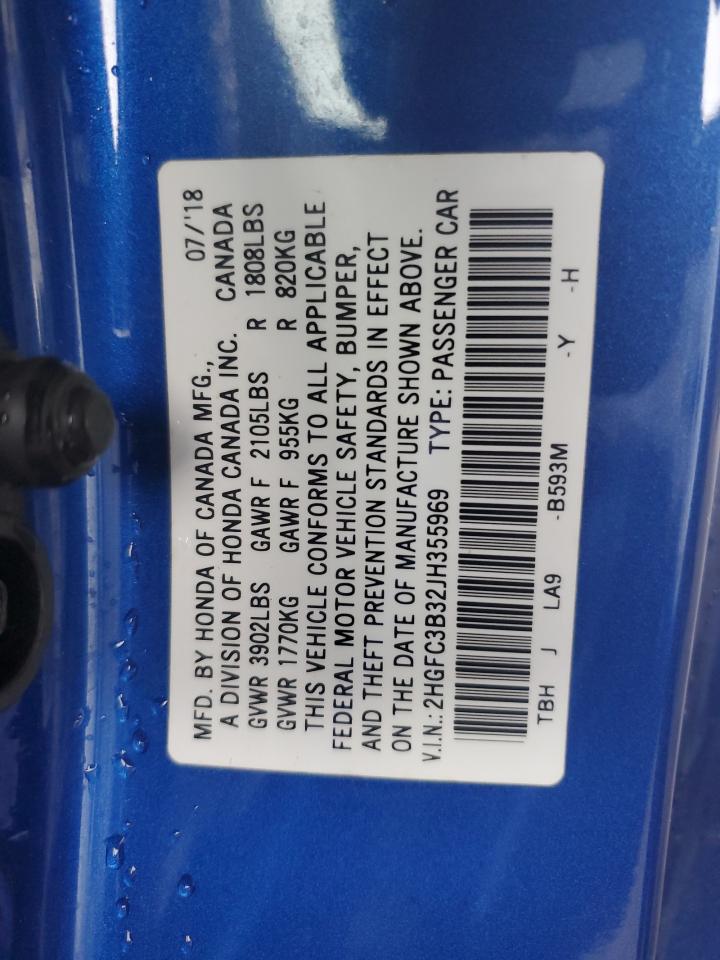 MFD. BY HONDA OF CANADA MFG., 07/'18
A DIVISION OF HONDA CANADA INC. CANADA
GVWR 3902LBS GAWR F 2105LBS R 1808LBS
GVWR 1770KG GAWR F 955KG R 820KG
THIS VEHICLE CONFORMS TO ALL APPLICABLE
FEDERAL MOTOR VEHICLE SAFETY, BUMPER,
AND THEFT PREVENTION STANDARDS IN EFFECT
ON THE DATE OF MANUFACTURE SHOWN ABOVE.
V.I.N.: 2HGFC3B32JH355969 TYPE: PASSENGER CAR
TBH J LA9 -B593M -Y -H